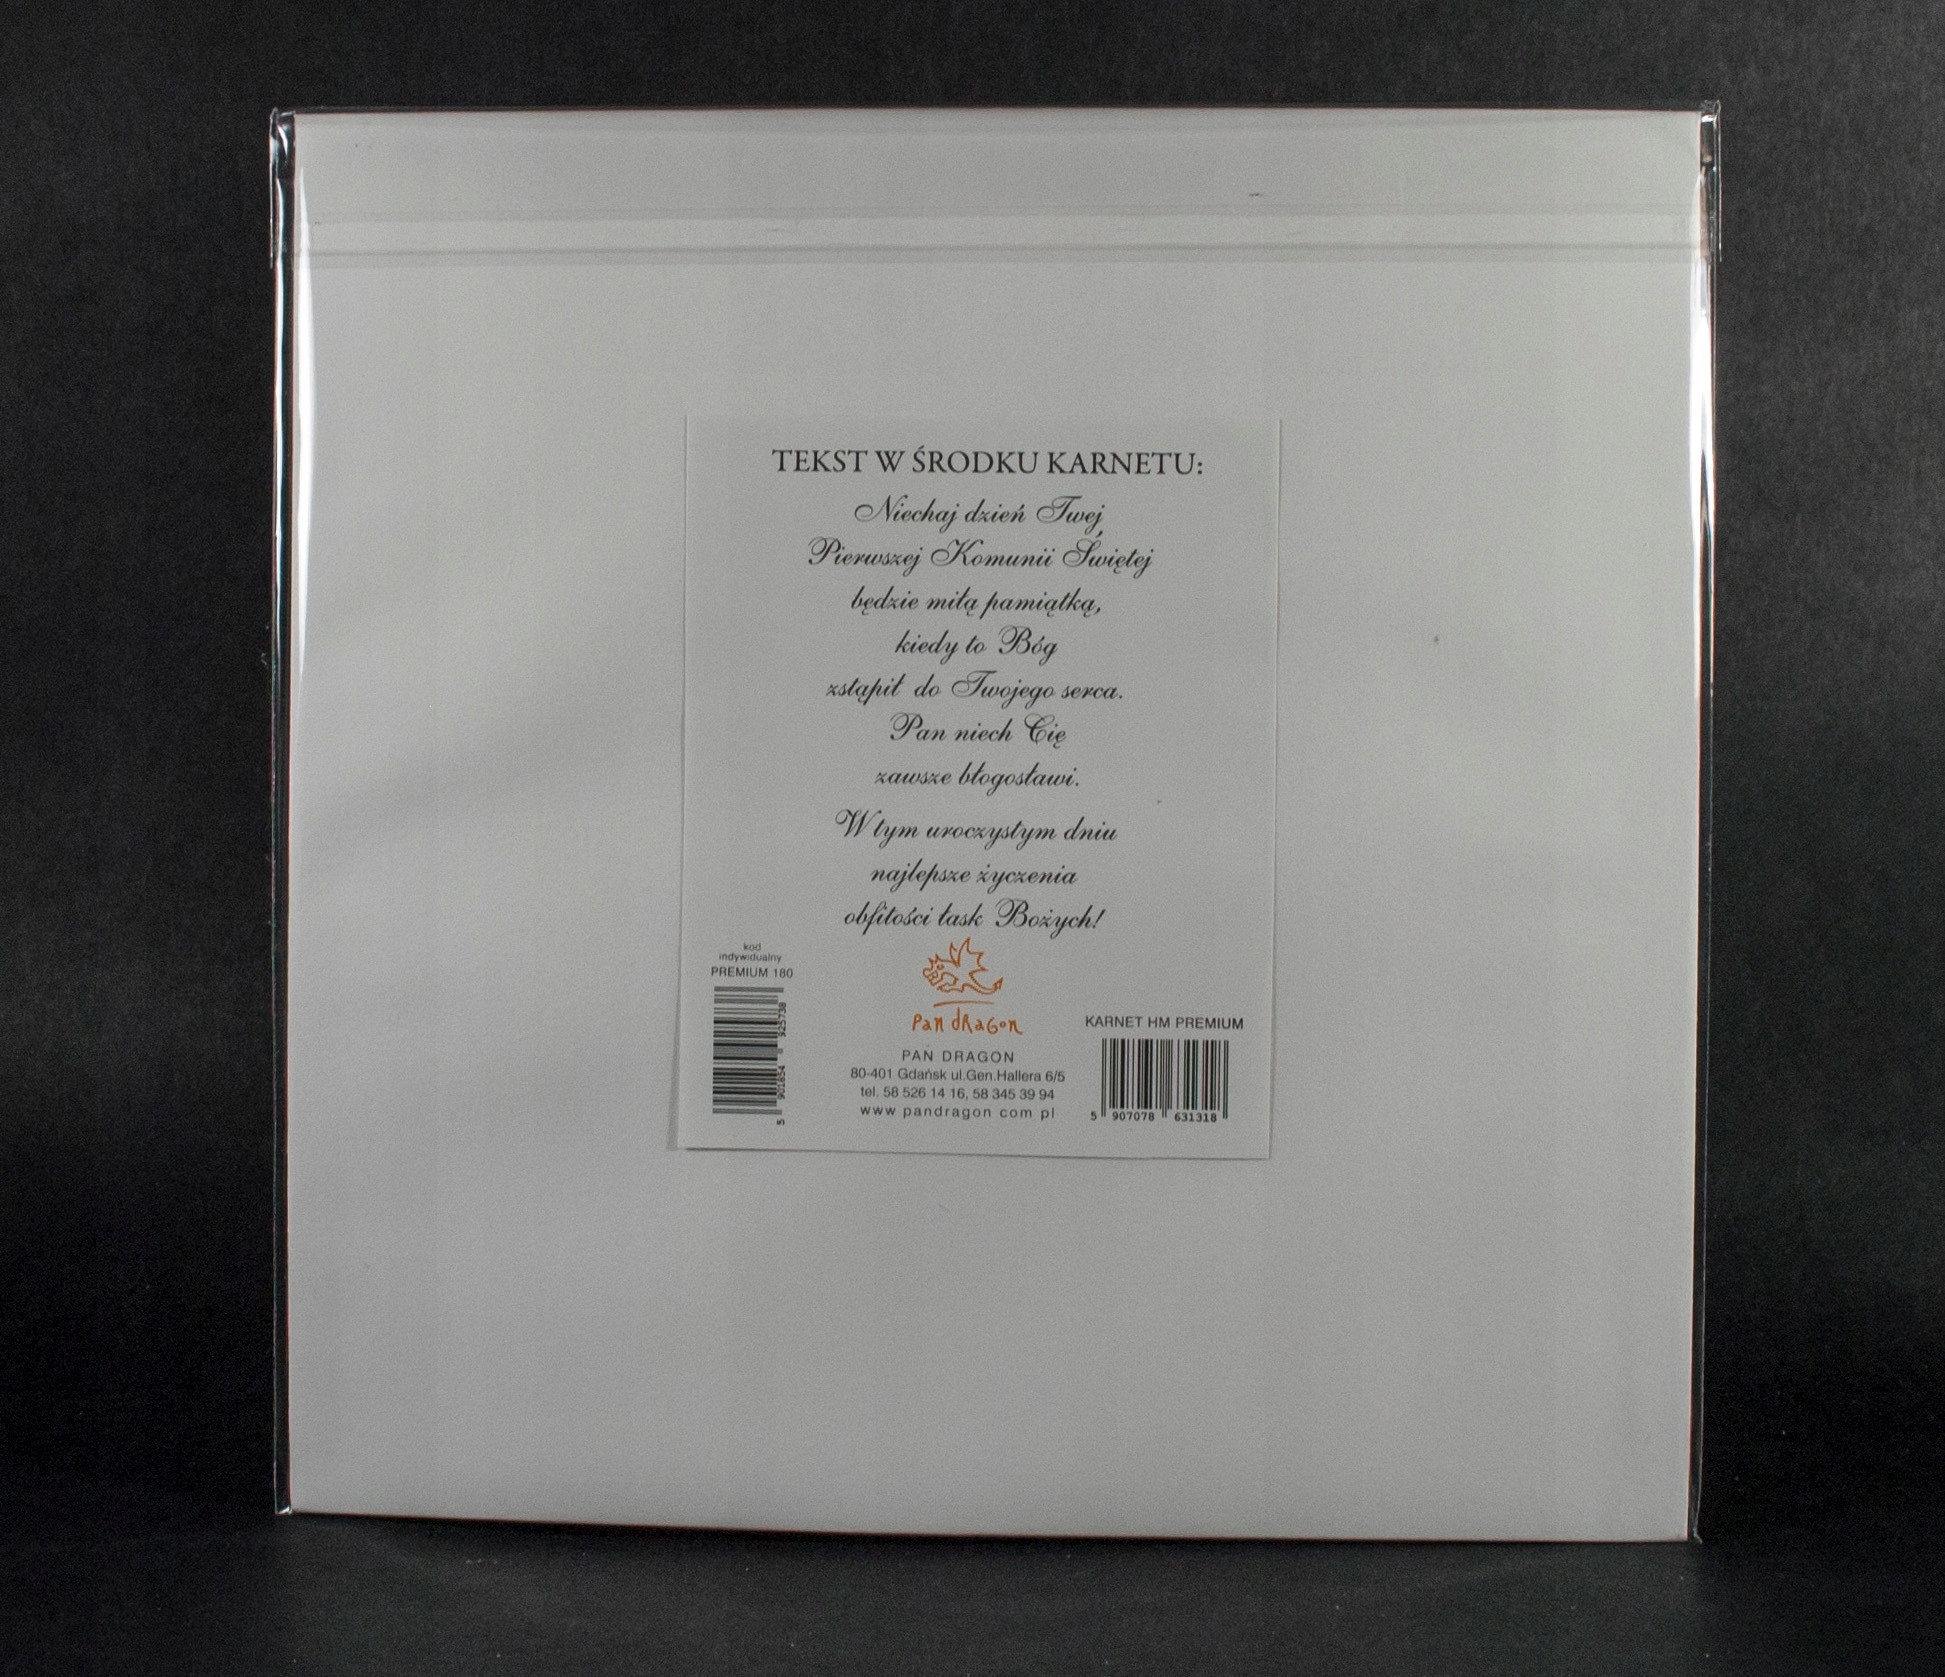 TEKST W ŚRODKU KARNETU:
Niechaj dzień Twej
Pierwszej Komunii Świętej
będzie miłą pamiątką,
kiedy to Bóg
zstąpił do Twojego serca.
Pan niech Cię
zawsze błogosławi.
W tym uroczystym dniu
najlepsze życzenia
obfitości łask Bożych!
kod
indywidualny
PREMIUM 180
5 901854 925738
pan dRaGon
PAN DRAGON
80-401 Gdańsk ul.Gen.Hallera 6/5
tel. 58 526 14 16, 58 345 39 94
www pandragon com pl
KARNET HM PREMIUM
5 907078 631318